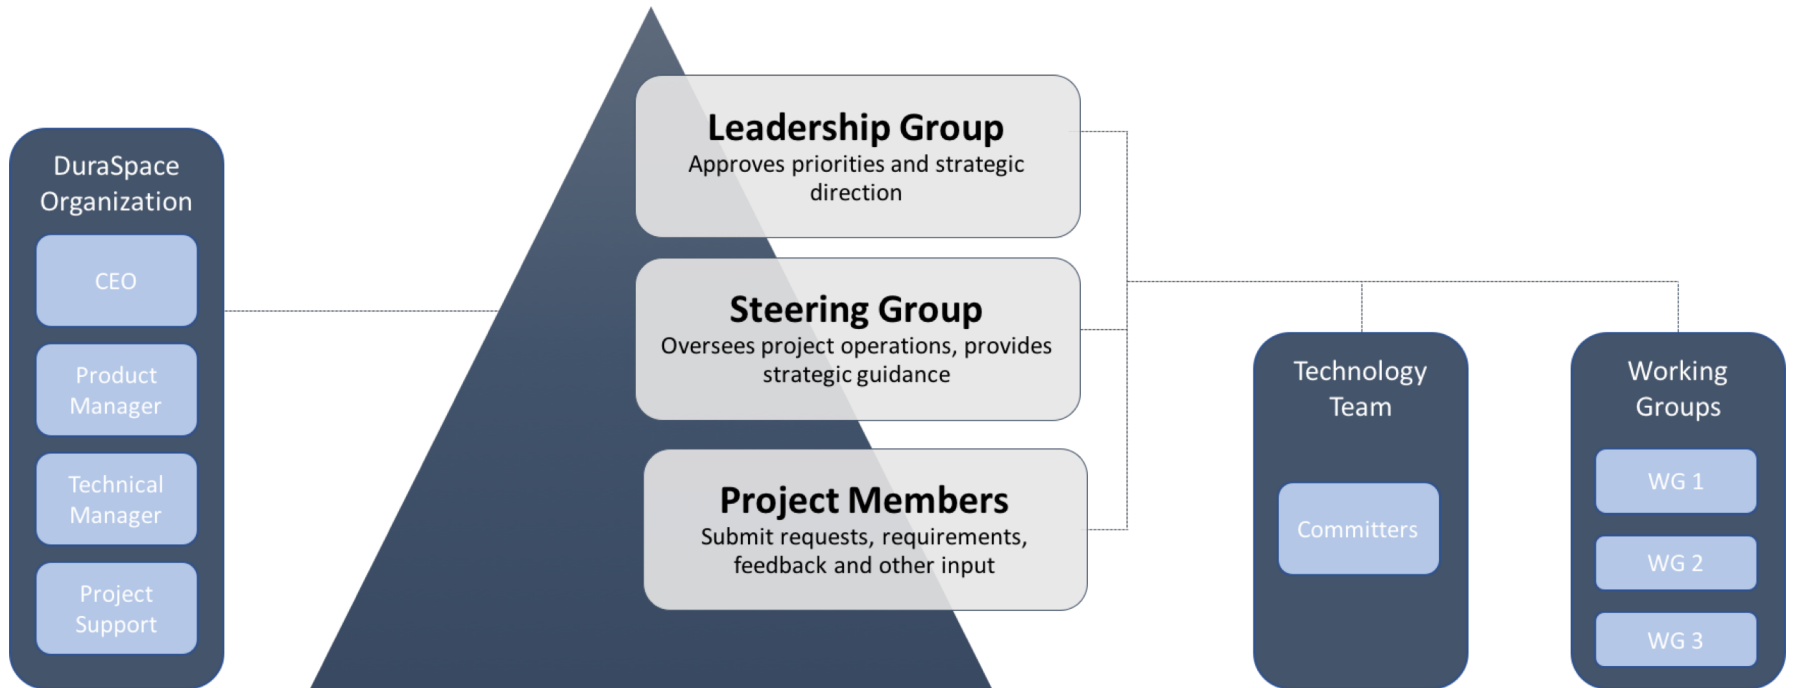 DuraSpace
Organization
CEO
Product
Manager
Technical
Manager
Project
Support
Leadership Group
Approves priorities and strategic
direction
Steering Group
Oversees project operations, provides
strategic guidance
Project Members
Submit requests, requirements,
feedback and other input
Technology
Team
Committers
Working
Groups
WG 1
WG 2
WG 3